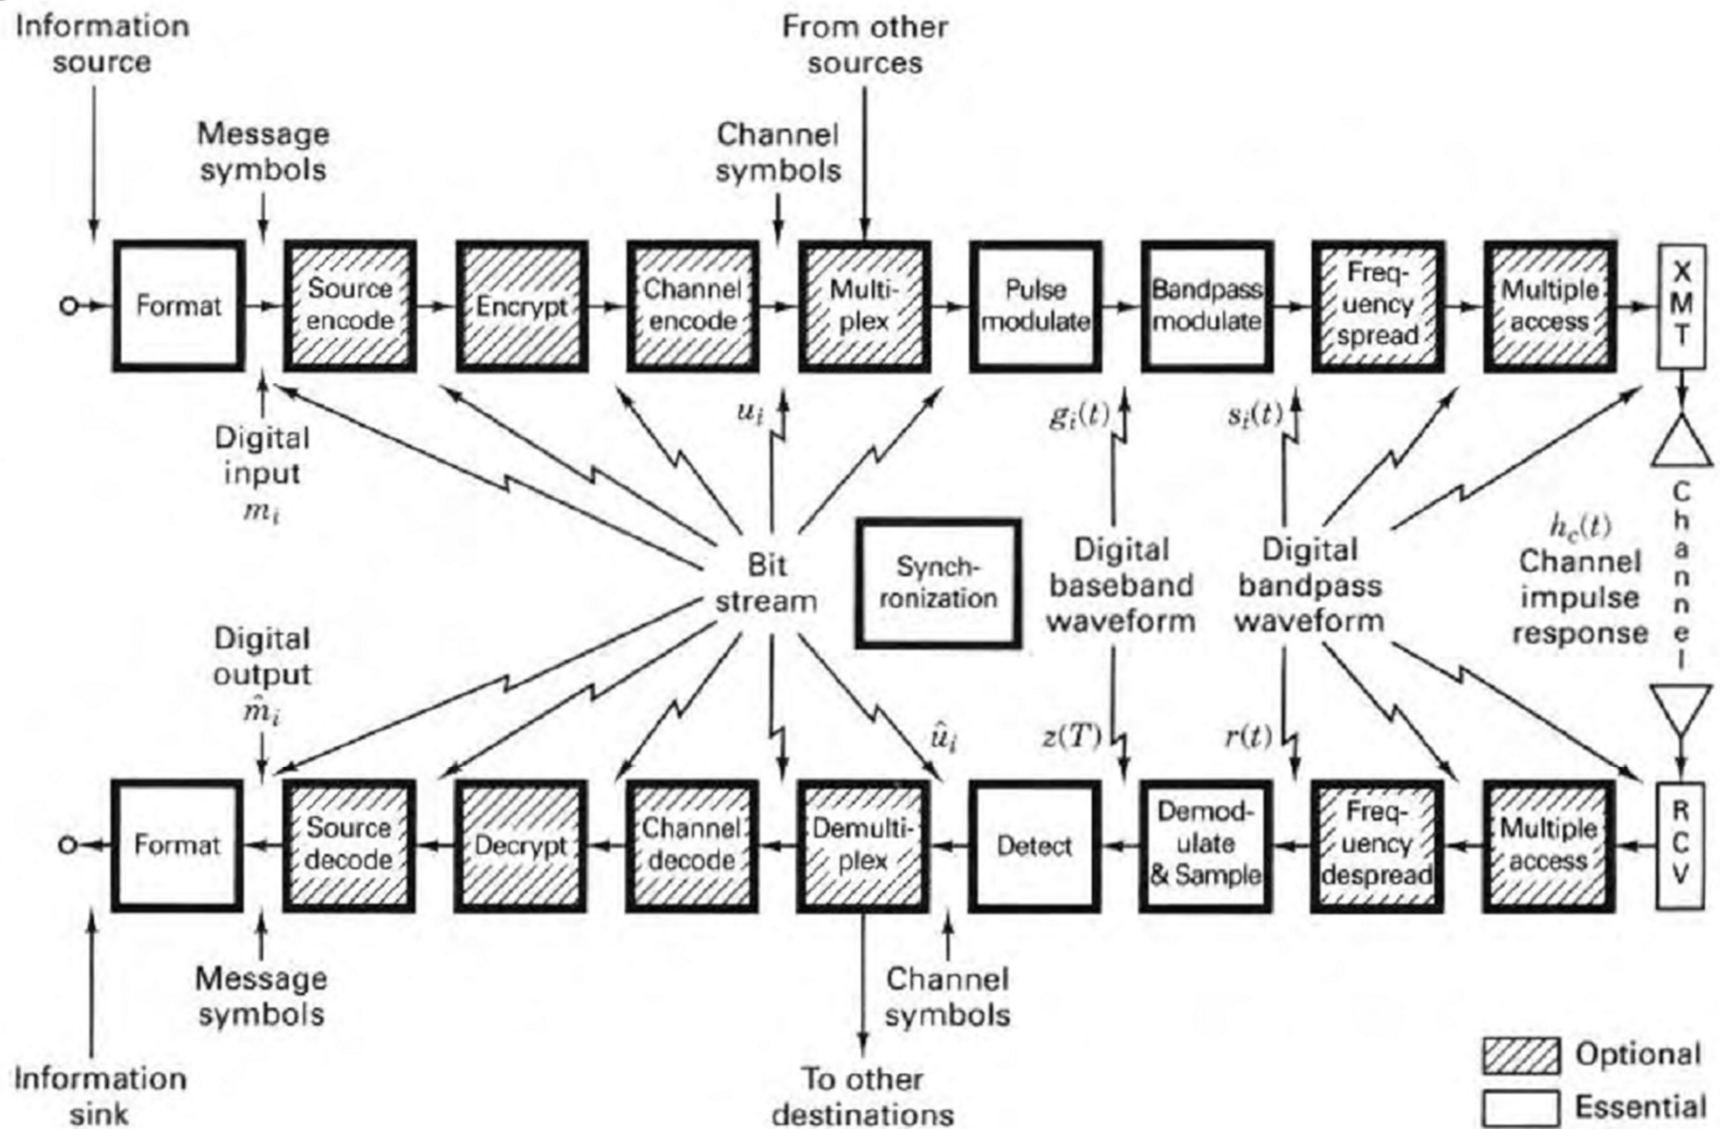 Information
source
From other
sources
Message
symbols
Channel
symbols
Format
Source
encode
Encrypt
Channel
encode
Multi-
plex
Pulse
modulate
Bandpass
modulate
Freq-
uency
spread
Multiple
access
X
M
T
Digital
input
m_i
u_i
g_i(t)
s_i(t)
Bit
stream
Synch-
ronization
Digital
baseband
waveform
Digital
bandpass
waveform
h_c(t)
Channel
impulse
response
C
h
a
n
n
e
l
Digital
output
m̂_i
û_i
z(T)
r(t)
Format
Source
decode
Decrypt
Channel
decode
Demulti-
plex
Detect
Demod-
ulate
& Sample
Freq-
uency
despread
Multiple
access
R
C
V
Message
symbols
Channel
symbols
Information
sink
To other
destinations
Optional
Essential